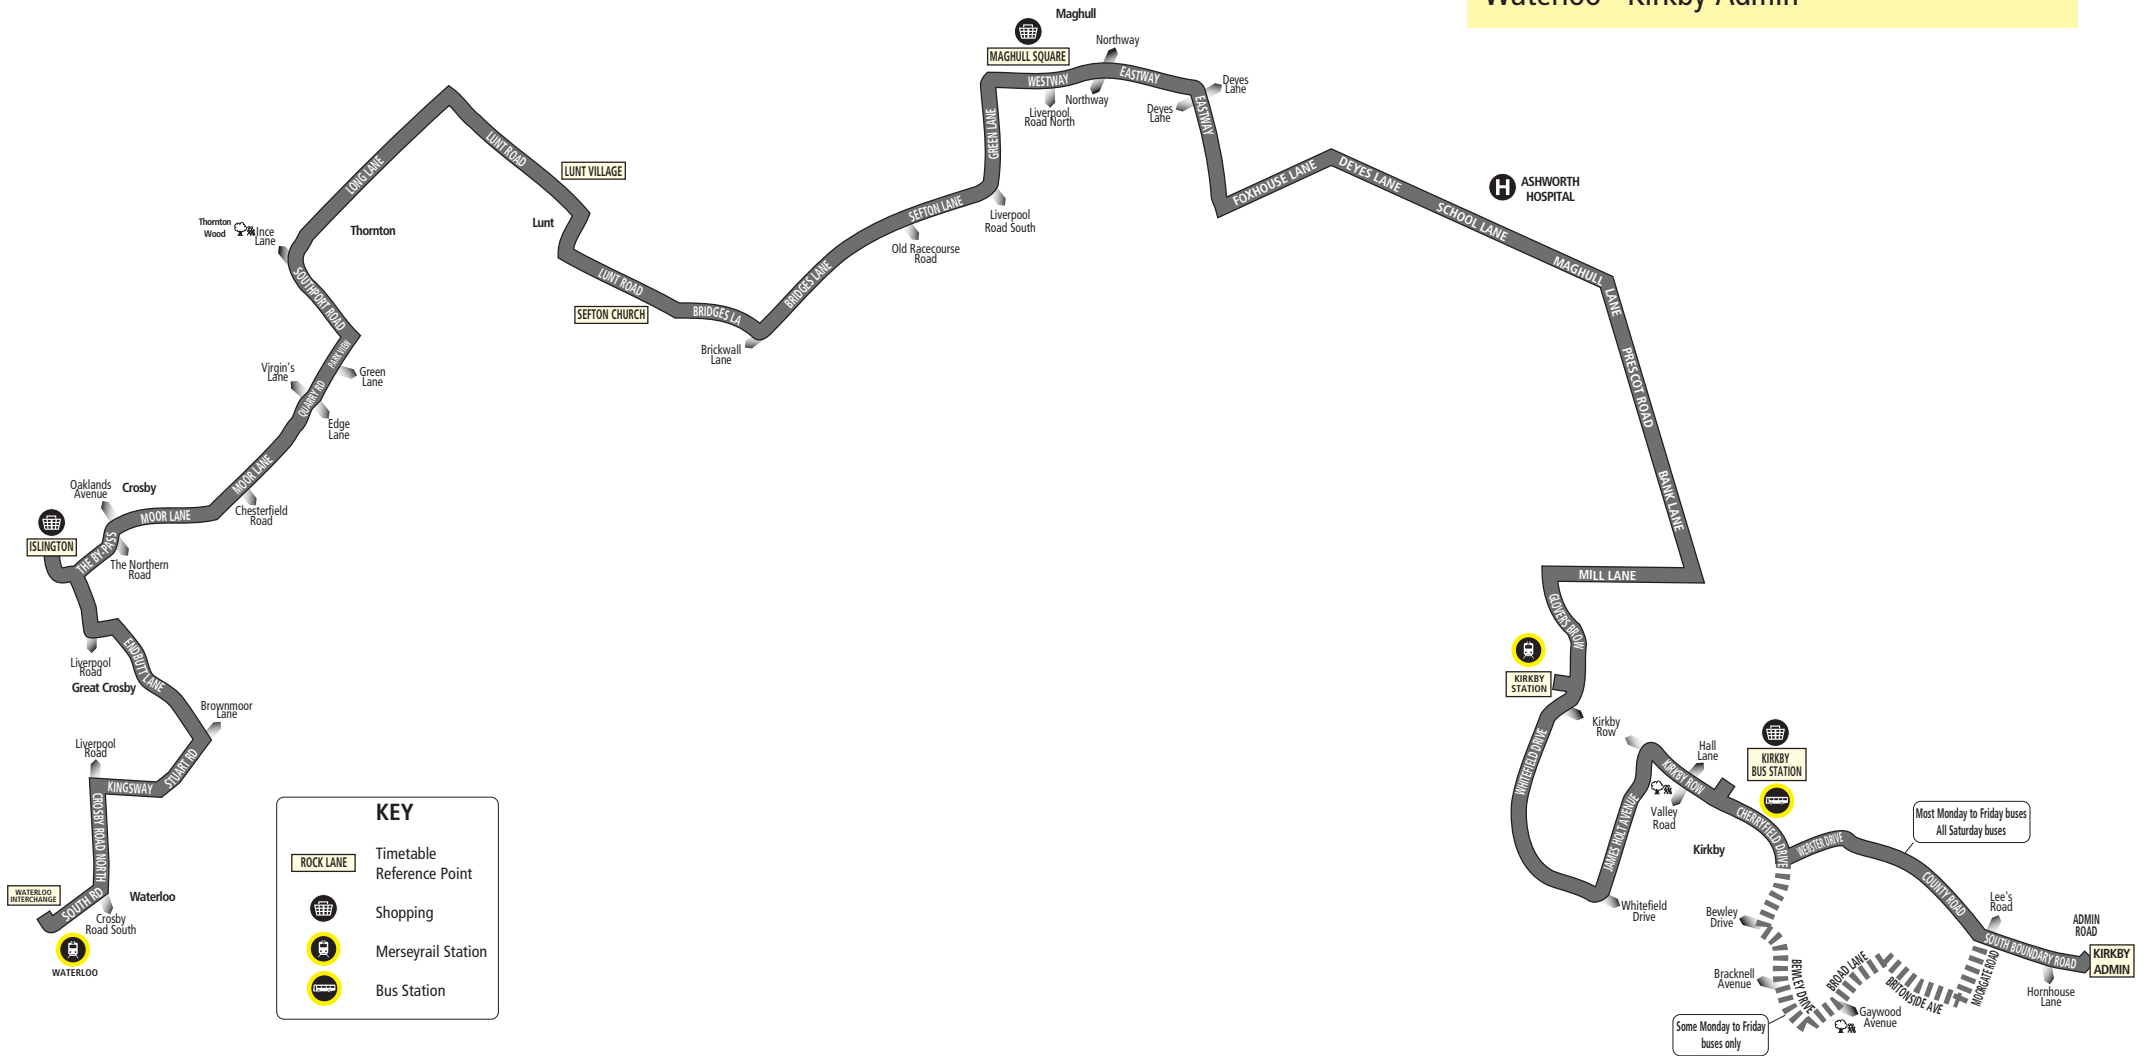 Waterloo - Kirkby Admin
Maghull
MAGHULL SQUARE
Northway
WESTWAY
EASTWAY
Northway
Liverpool
Road North
Deyes
Lane
Deyes
Lane
EASTWAY
GREEN LANE
LUNT ROAD
LUNT VILLAGE
LONG LANE
Thornton
Wood
Ince
Lane
Thornton
Lunt
SEFTON LANE
Liverpool
Road South
Old Racecourse
Road
FOXHOUSE LANE
DEYES LANE
SCHOOL LANE
H
ASHWORTH
HOSPITAL
MAGHULL
LANE
SOUTHPORT ROAD
LUNT ROAD
SEFTON CHURCH
BRIDGES LA
BRIDGES LANE
Brickwall
Lane
PARK VIEW
Virgin's
Lane
Green
Lane
QUARRY RD
Edge
Lane
PRESCOT ROAD
MOOR LANE
Oaklands
Avenue
Crosby
MOOR LANE
Chesterfield
Road
BANK LANE
ISLINGTON
THE BY-PASS
The Northern
Road
MILL LANE
GLOVERS BROW
Liverpool
Road
Great Crosby
ENDBUTT LANE
KIRKBY
STATION
Brownmoor
Lane
Liverpool
Road
KINGSWAY
STUART RD
CROSBY ROAD NORTH
Kirkby
Row
Hall
Lane
KIRKBY
BUS STATION
WHITEFIELD DRIVE
KIRKBY ROW
Valley
Road
JAMES HOLT AVENUE
Kirkby
CHERRYFIELD DRIVE
WEBSTER DRIVE
Most Monday to Friday buses
All Saturday buses
WATERLOO
INTERCHANGE
SOUTH RD
Waterloo
Crosby
Road South
WATERLOO
KEY
ROCK LANE
Timetable
Reference Point
Shopping
Merseyrail Station
Bus Station
Whitefield
Drive
COUNTY ROAD
Lee's
Road
Bewley
Drive
ADMIN
ROAD
SOUTH BOUNDARY ROAD
KIRKBY
ADMIN
Bracknell
Avenue
BEWLEY DRIVE
BROAD LANE
BRITONSIDE AVE
MOORGATE ROAD
Hornhouse
Lane
Gaywood
Avenue
Some Monday to Friday
buses only